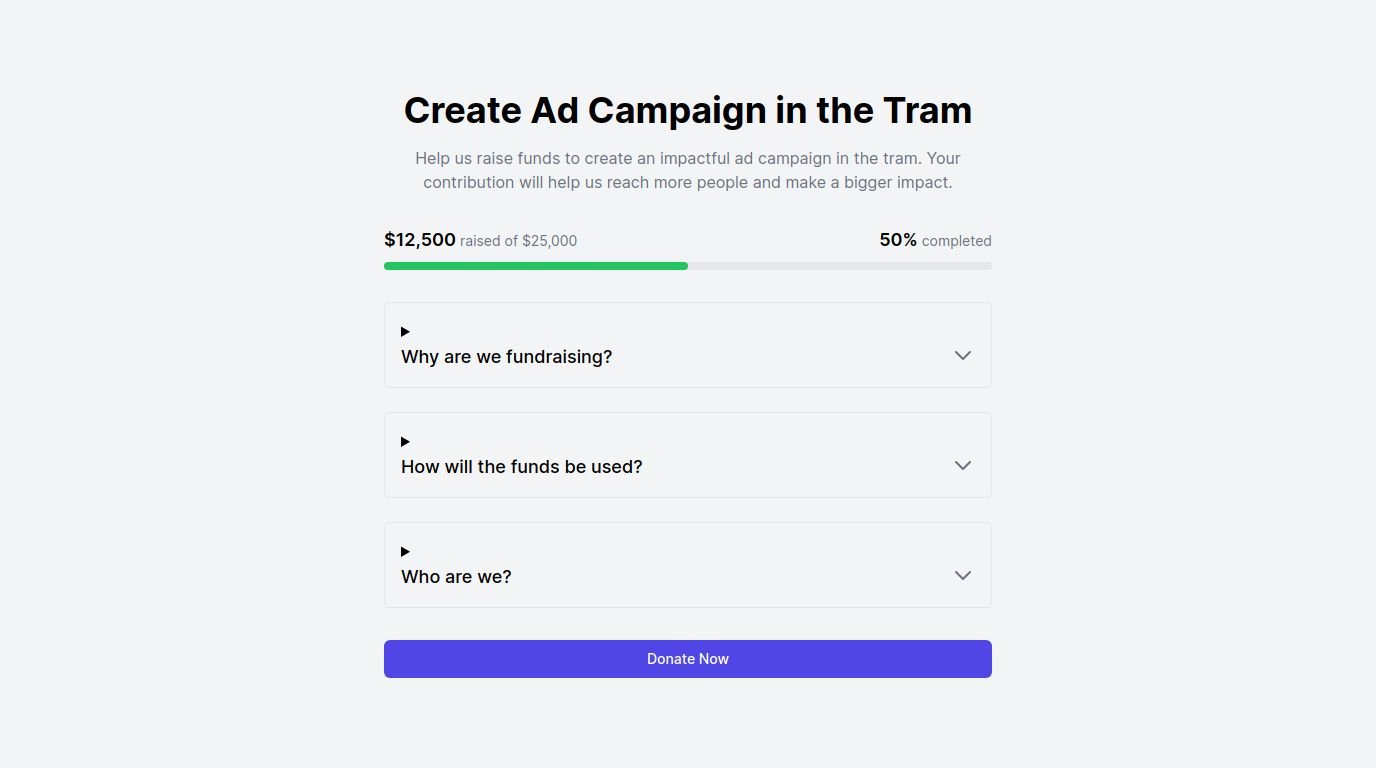 Create Ad Campaign in the Tram
Help us raise funds to create an impactful ad campaign in the tram. Your
contribution will help us reach more people and make a bigger impact.
$12,500 raised of $25,000 50% completed
Why are we fundraising?
How will the funds be used?
Who are we?
Donate Now